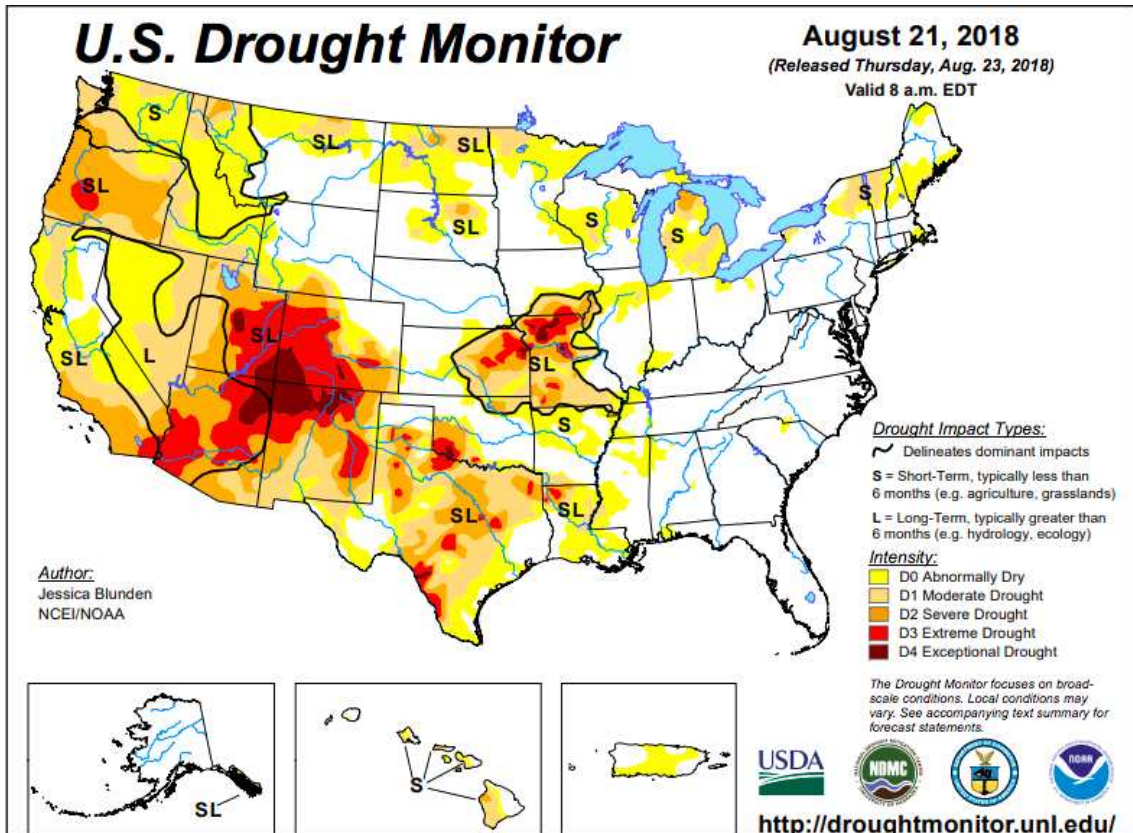 U.S. Drought Monitor
August 21, 2018
(Released Thursday, Aug. 23, 2018)
Valid 8 a.m. EDT
S
SL
SL
SL
S
SL
S
S
SL
L
SL
SL
S
SL
SL
Drought Impact Types:
Delineates dominant impacts
S = Short-Term, typically less than
6 months (e.g. agriculture, grasslands)
L = Long-Term, typically greater than
6 months (e.g. hydrology, ecology)
Intensity:
D0 Abnormally Dry
D1 Moderate Drought
D2 Severe Drought
D3 Extreme Drought
D4 Exceptional Drought
Author:
Jessica Blunden
NCEI/NOAA
The Drought Monitor focuses on broad-
scale conditions. Local conditions may
vary. See accompanying text summary for
forecast statements.
SL
S
USDA
NDMC
NOAA
http://droughtmonitor.unl.edu/